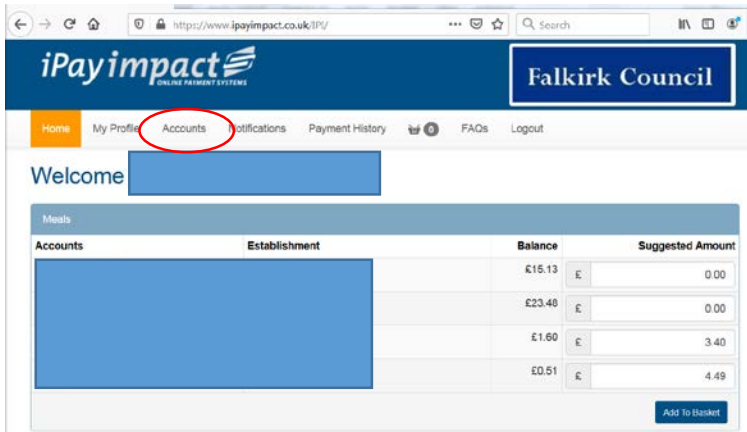 https://www.ipayimpact.co.uk/IPI/
Search
iPayimpact
ONLINE PAYMENT SYSTEMS
Falkirk Council
Home My Profile Accounts Notifications Payment History 0 FAQs Logout
Welcome
Meals
Accounts Establishment Balance Suggested Amount
£15.13 £ 0.00
£23.48 £ 0.00
£1.60 £ 3.40
£0.51 £ 4.49
Add To Basket